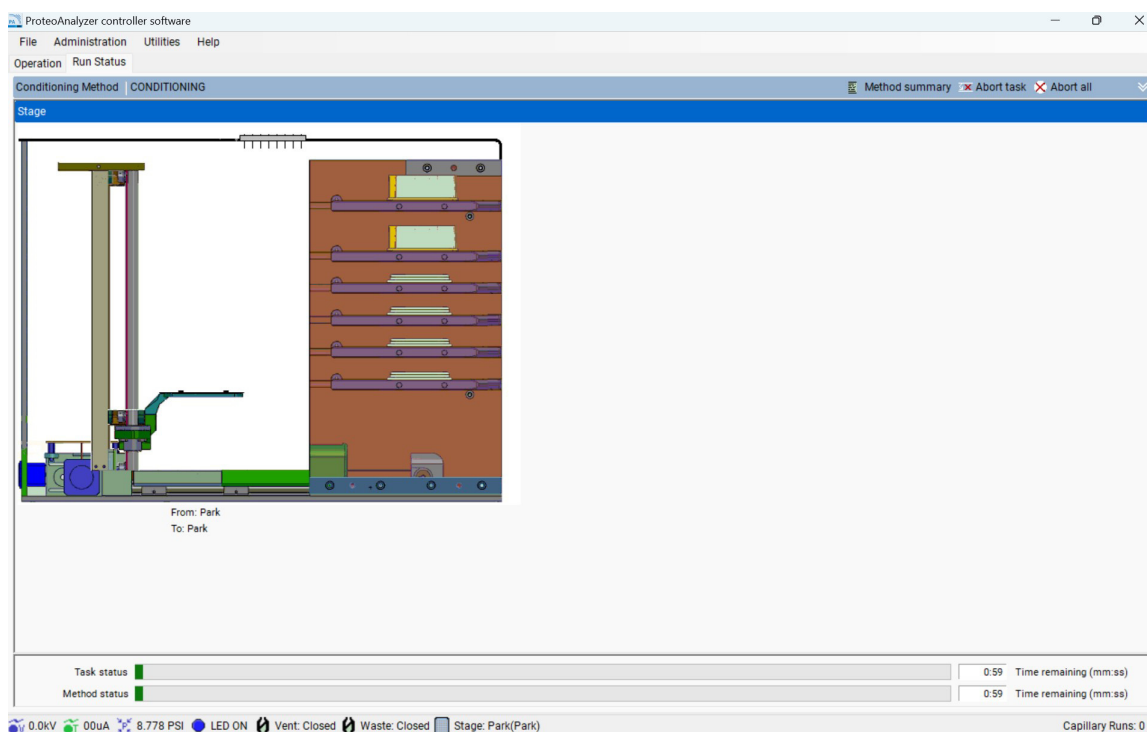 ProteoAnalyzer controller software
File Administration Utilities Help
Operation Run Status
Conditioning Method CONDITIONING Method summary Abort task Abort all
Stage
From: Park
To: Park
Task status 0:59 Time remaining (mm:ss)
Method status 0:59 Time remaining (mm:ss)
0.0kV 00uA 8.778 PSI LED ON Vent: Closed Waste: Closed Stage: Park(Park) Capillary Runs: 0